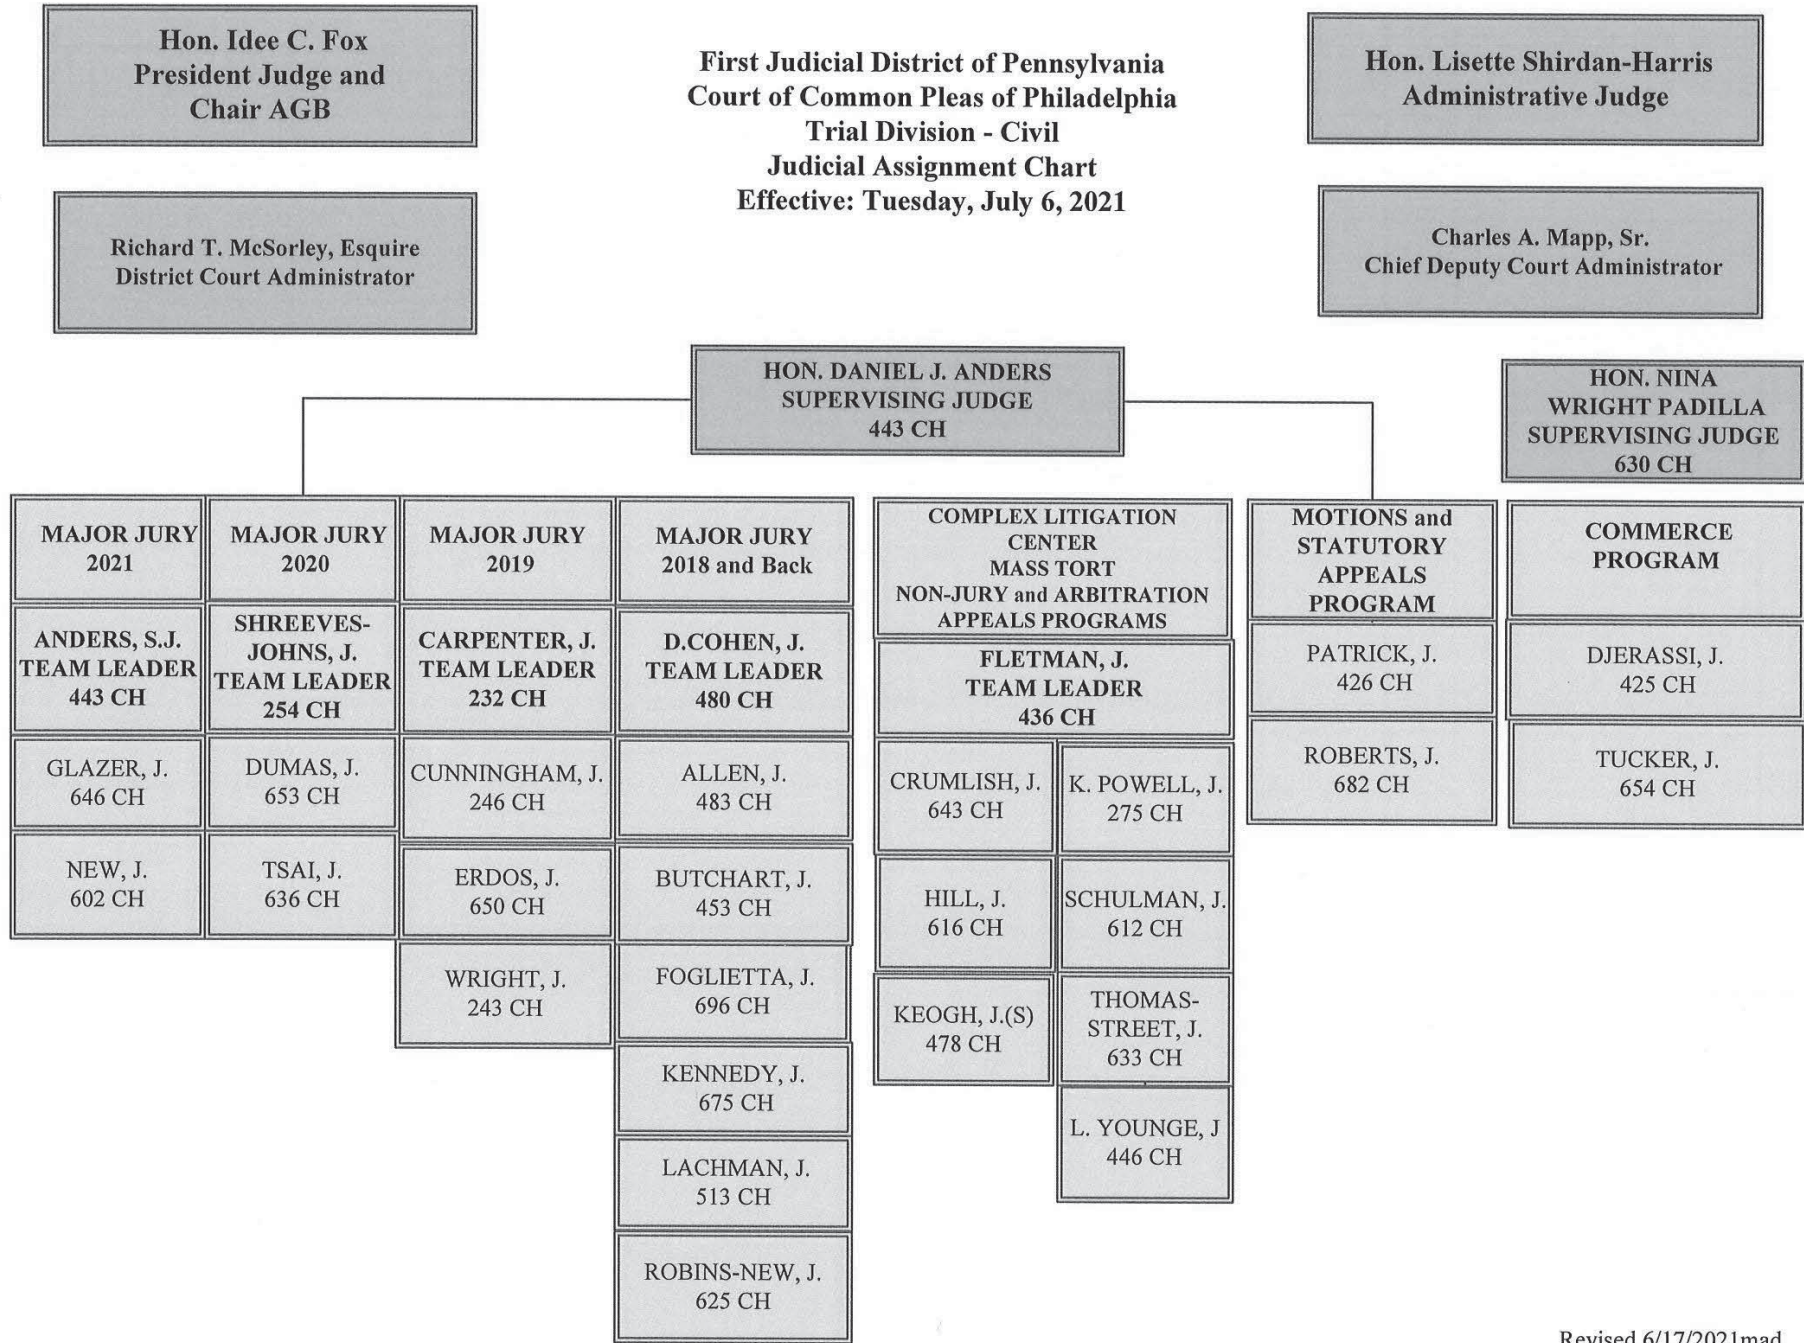 Hon. Idee C. Fox
President Judge and
Chair AGB
First Judicial District of Pennsylvania
Court of Common Pleas of Philadelphia
Trial Division - Civil
Judicial Assignment Chart
Effective: Tuesday, July 6, 2021
Hon. Lisette Shirdan-Harris
Administrative Judge
Richard T. McSorley, Esquire
District Court Administrator
Charles A. Mapp, Sr.
Chief Deputy Court Administrator
HON. DANIEL J. ANDERS
SUPERVISING JUDGE
443 CH
HON. NINA
WRIGHT PADILLA
SUPERVISING JUDGE
630 CH
MAJOR JURY
2021
ANDERS, S.J.
TEAM LEADER
443 CH
GLAZER, J.
646 CH
NEW, J.
602 CH
MAJOR JURY
2020
SHREEVES-
JOHNS, J.
TEAM LEADER
254 CH
DUMAS, J.
653 CH
TSAI, J.
636 CH
MAJOR JURY
2019
CARPENTER, J.
TEAM LEADER
232 CH
CUNNINGHAM, J.
246 CH
ERDOS, J.
650 CH
WRIGHT, J.
243 CH
MAJOR JURY
2018 and Back
D.COHEN, J.
TEAM LEADER
480 CH
ALLEN, J.
483 CH
BUTCHART, J.
453 CH
FOGLIETTA, J.
696 CH
KENNEDY, J.
675 CH
LACHMAN, J.
513 CH
ROBINS-NEW, J.
625 CH
COMPLEX LITIGATION
CENTER
MASS TORT
NON-JURY and ARBITRATION
APPEALS PROGRAMS
FLETMAN, J.
TEAM LEADER
436 CH
CRUMLISH, J.
643 CH
HILL, J.
616 CH
KEOGH, J.(S)
478 CH
K. POWELL, J.
275 CH
SCHULMAN, J.
612 CH
THOMAS-
STREET, J.
633 CH
L. YOUNGE, J
446 CH
MOTIONS and
STATUTORY
APPEALS
PROGRAM
PATRICK, J.
426 CH
ROBERTS, J.
682 CH
COMMERCE
PROGRAM
DJERASSI, J.
425 CH
TUCKER, J.
654 CH
Revised 6/17/2021mad